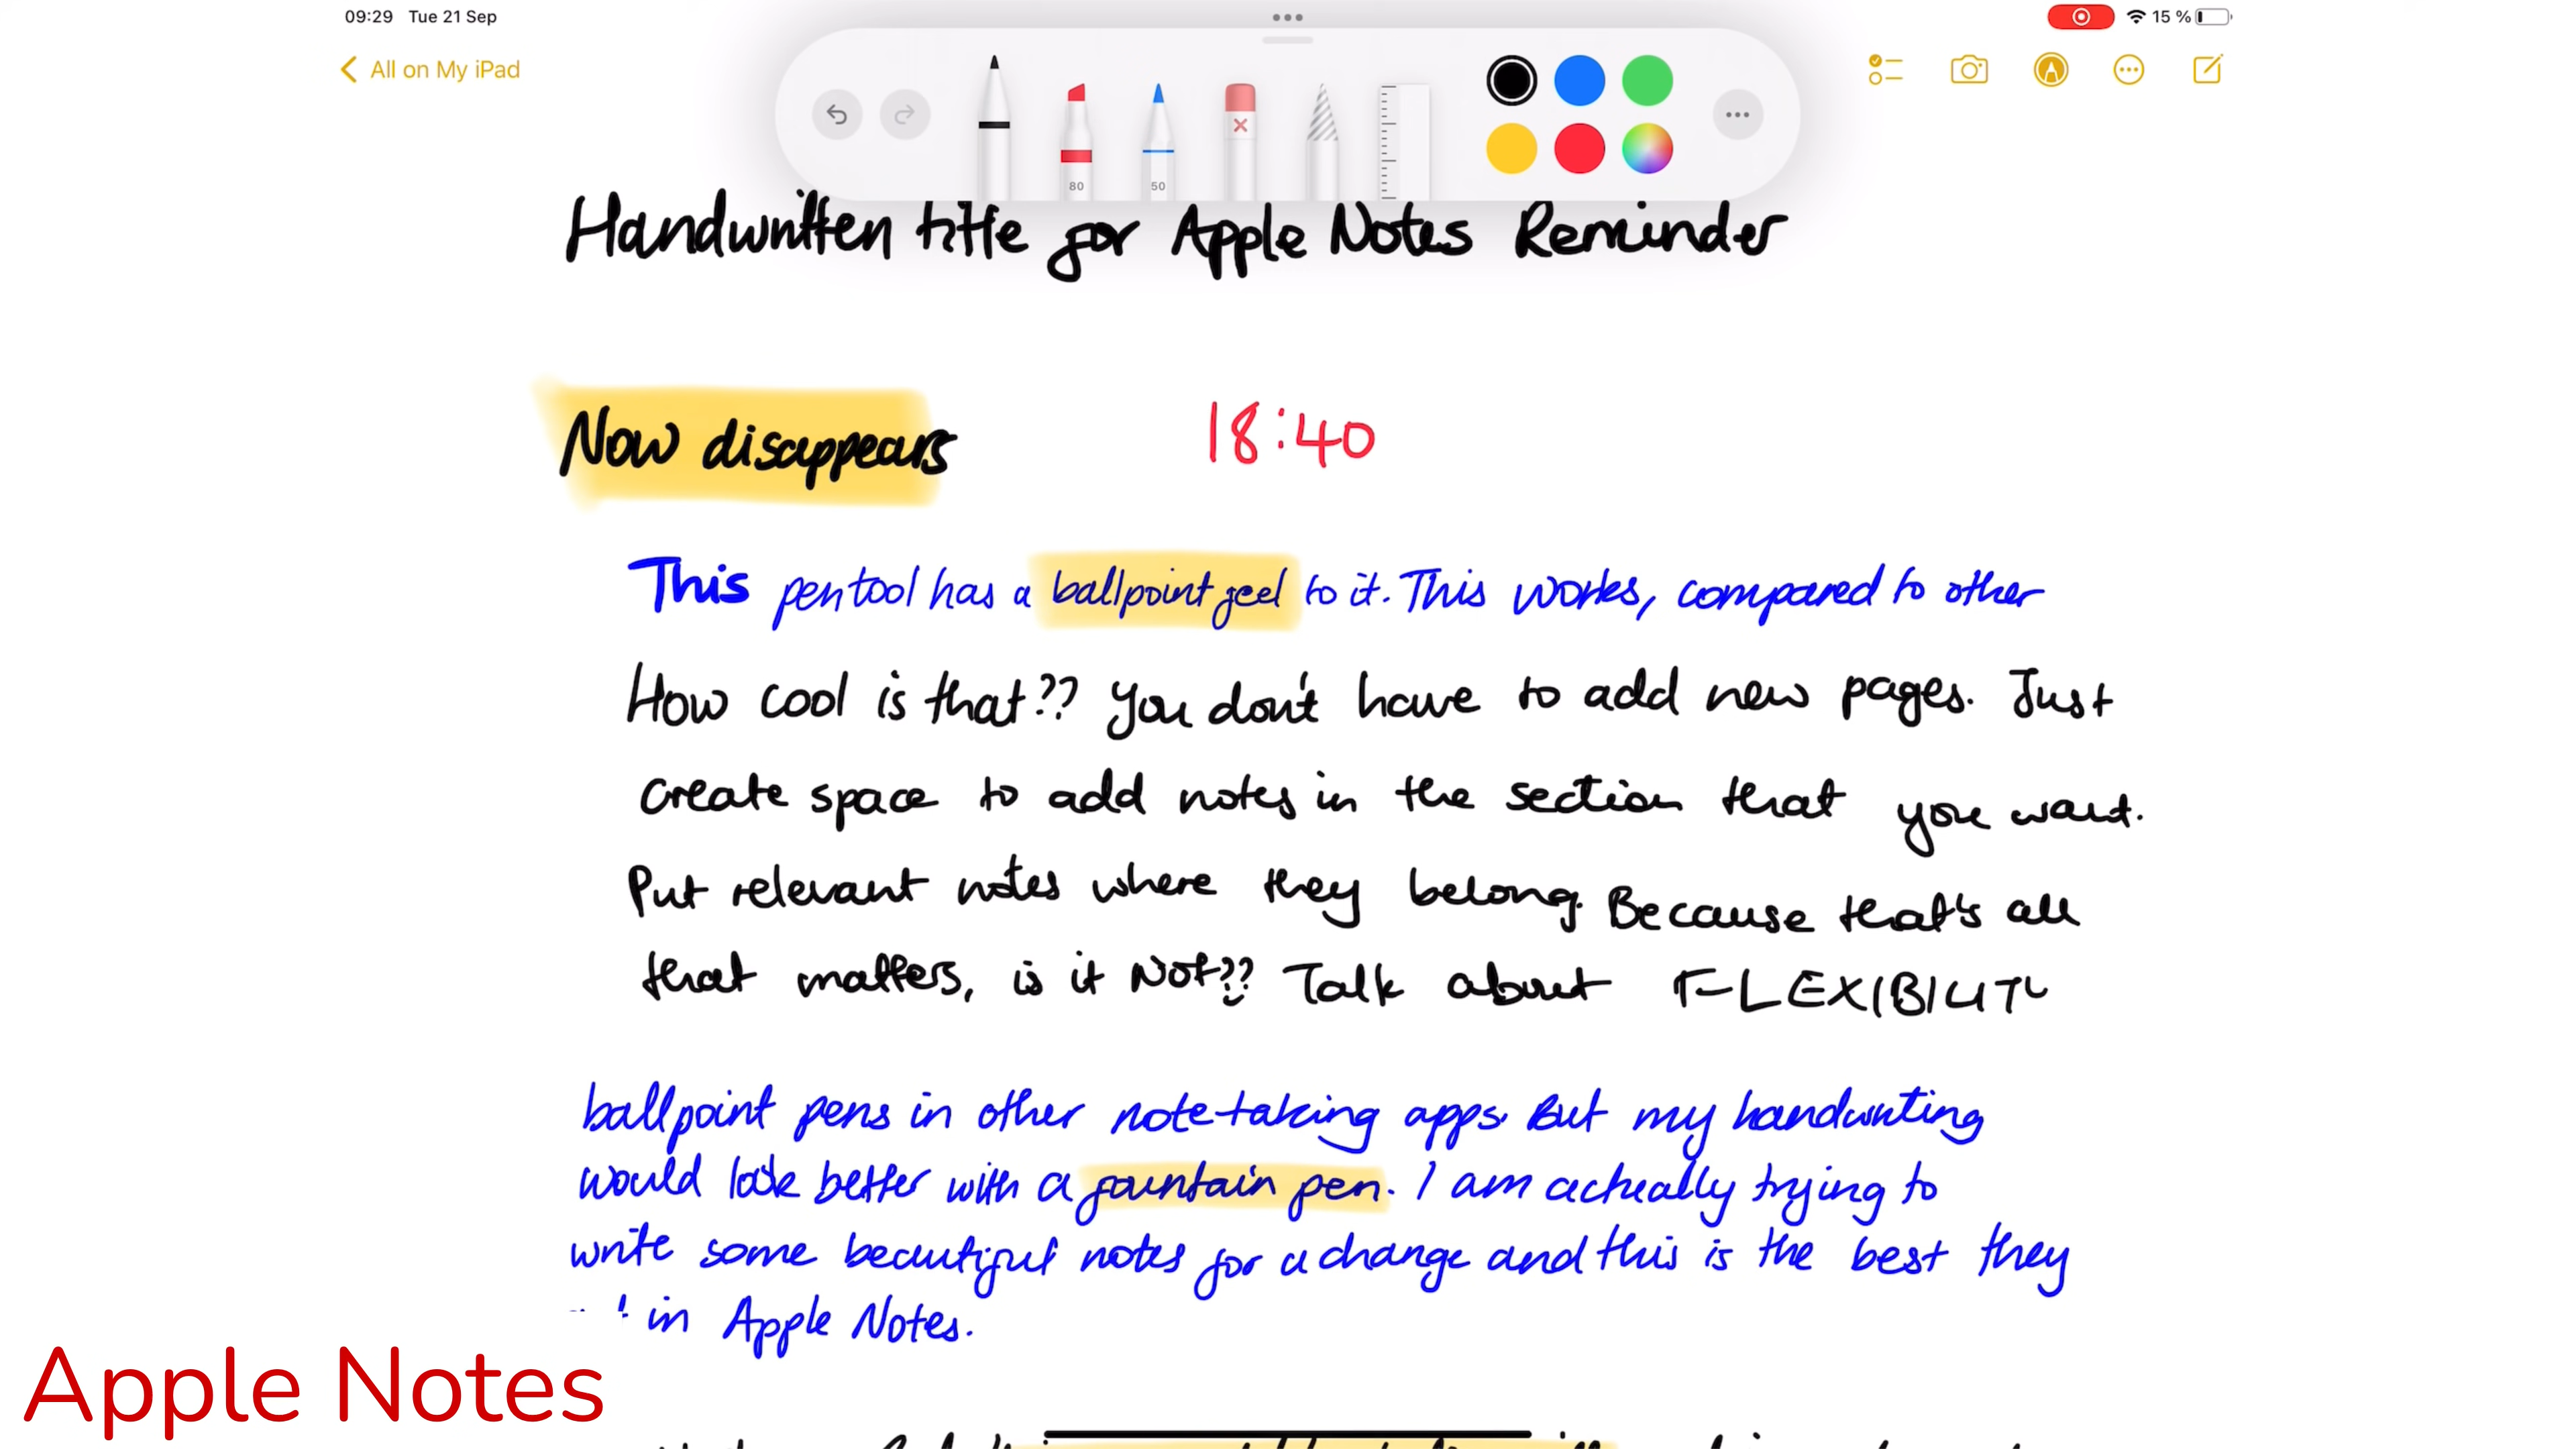 09:29 Tue 21 Sep
15 %
All on My iPad
80
50
Handwritten title for Apple Notes Reminder
Now disappears
18:40
This pen tool has a ballpoint feel to it. This works, compared to other
How cool is that?? You don't have to add new pages. Just
create space to add notes in the section that you want.
Put relevant notes where they belong. Because that's all
that matters, is it Not?? Talk about FLEXIBILITY
ballpoint pens in other note-taking apps. But my handwriting
would look better with a fountain pen. I am actually trying to
write some beautiful notes for a change and this is the best they
in Apple Notes.
Apple Notes